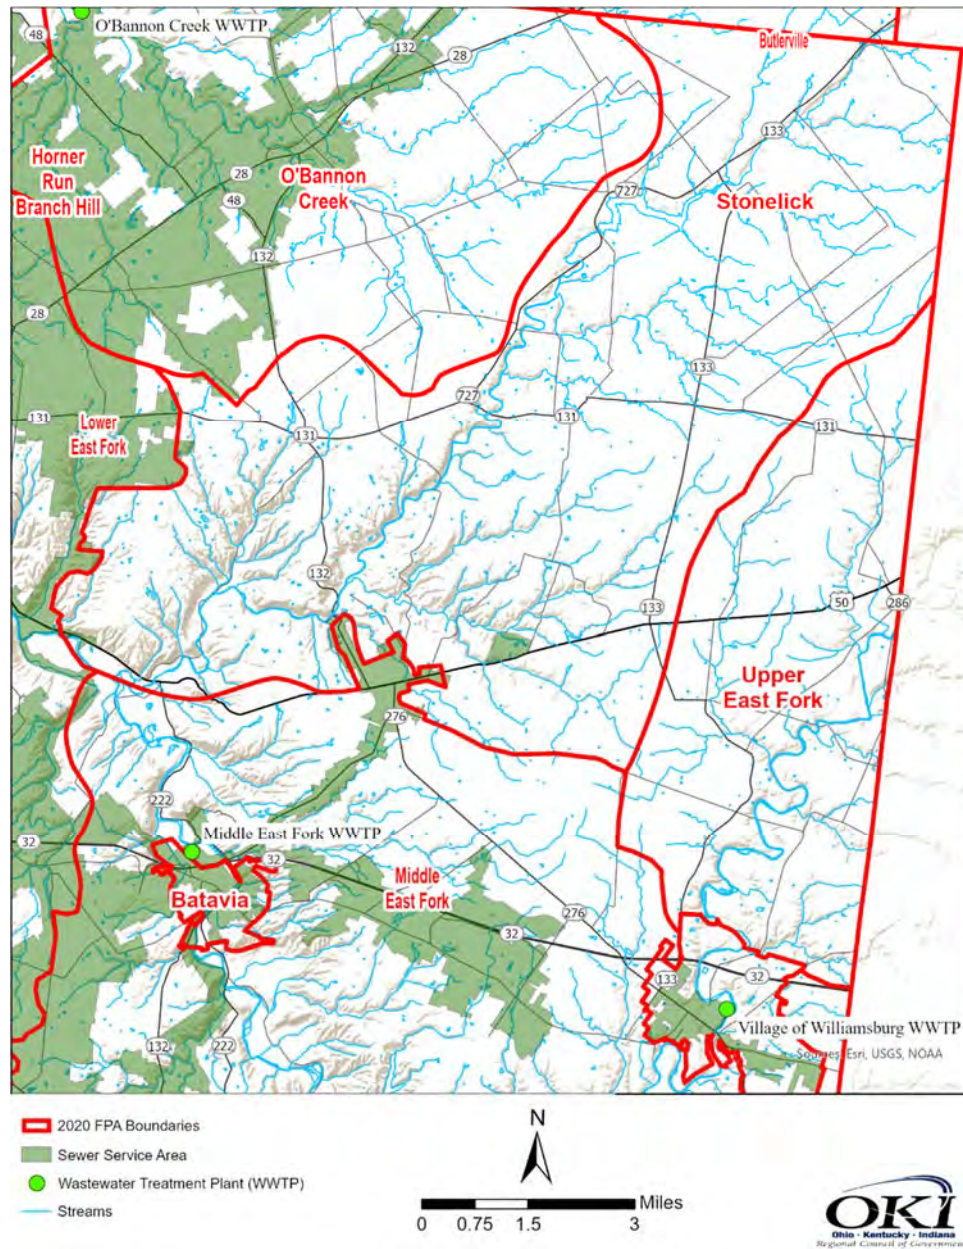 O'Bannon Creek WWTP
48
132
28
Butlerville
133
Horner
Run
Branch Hill
28
O'Bannon
Creek
48
727
Stonelick
132
28
133
727
131
131
131
131
Lower
East Fork
132
50
286
133
Upper
East Fork
276
222
Middle East Fork WWTP
32
32
Middle
East Fork
Batavia
276
32
133
32
Village of Williamsburg WWTP
Sources: Esri, USGS, NOAA
132
222
2020 FPA Boundaries
Sewer Service Area
Wastewater Treatment Plant (WWTP)
Streams
N
Miles
0 0.75 1.5 3
OKI
Ohio · Kentucky · Indiana
Regional Council of Governments